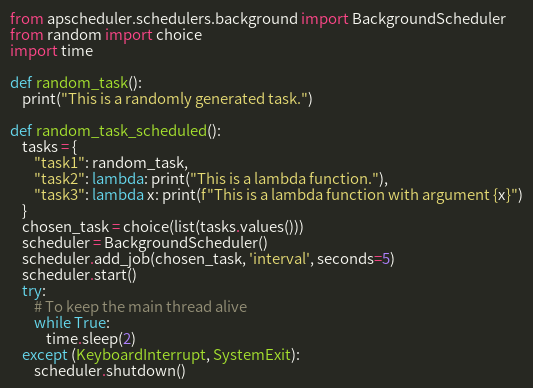 from apscheduler.schedulers.background import BackgroundScheduler
from random import choice
import time

def random_task():
    print("This is a randomly generated task.")

def random_task_scheduled():
    tasks = {
        "task1": random_task,
        "task2": lambda: print("This is a lambda function."),
        "task3": lambda x: print(f"This is a lambda function with argument {x}")
    }
    chosen_task = choice(list(tasks.values()))
    scheduler = BackgroundScheduler()
    scheduler.add_job(chosen_task, 'interval', seconds=5)
    scheduler.start()
    try:
        # To keep the main thread alive
        while True:
            time.sleep(2)
    except (KeyboardInterrupt, SystemExit):
        scheduler.shutdown()